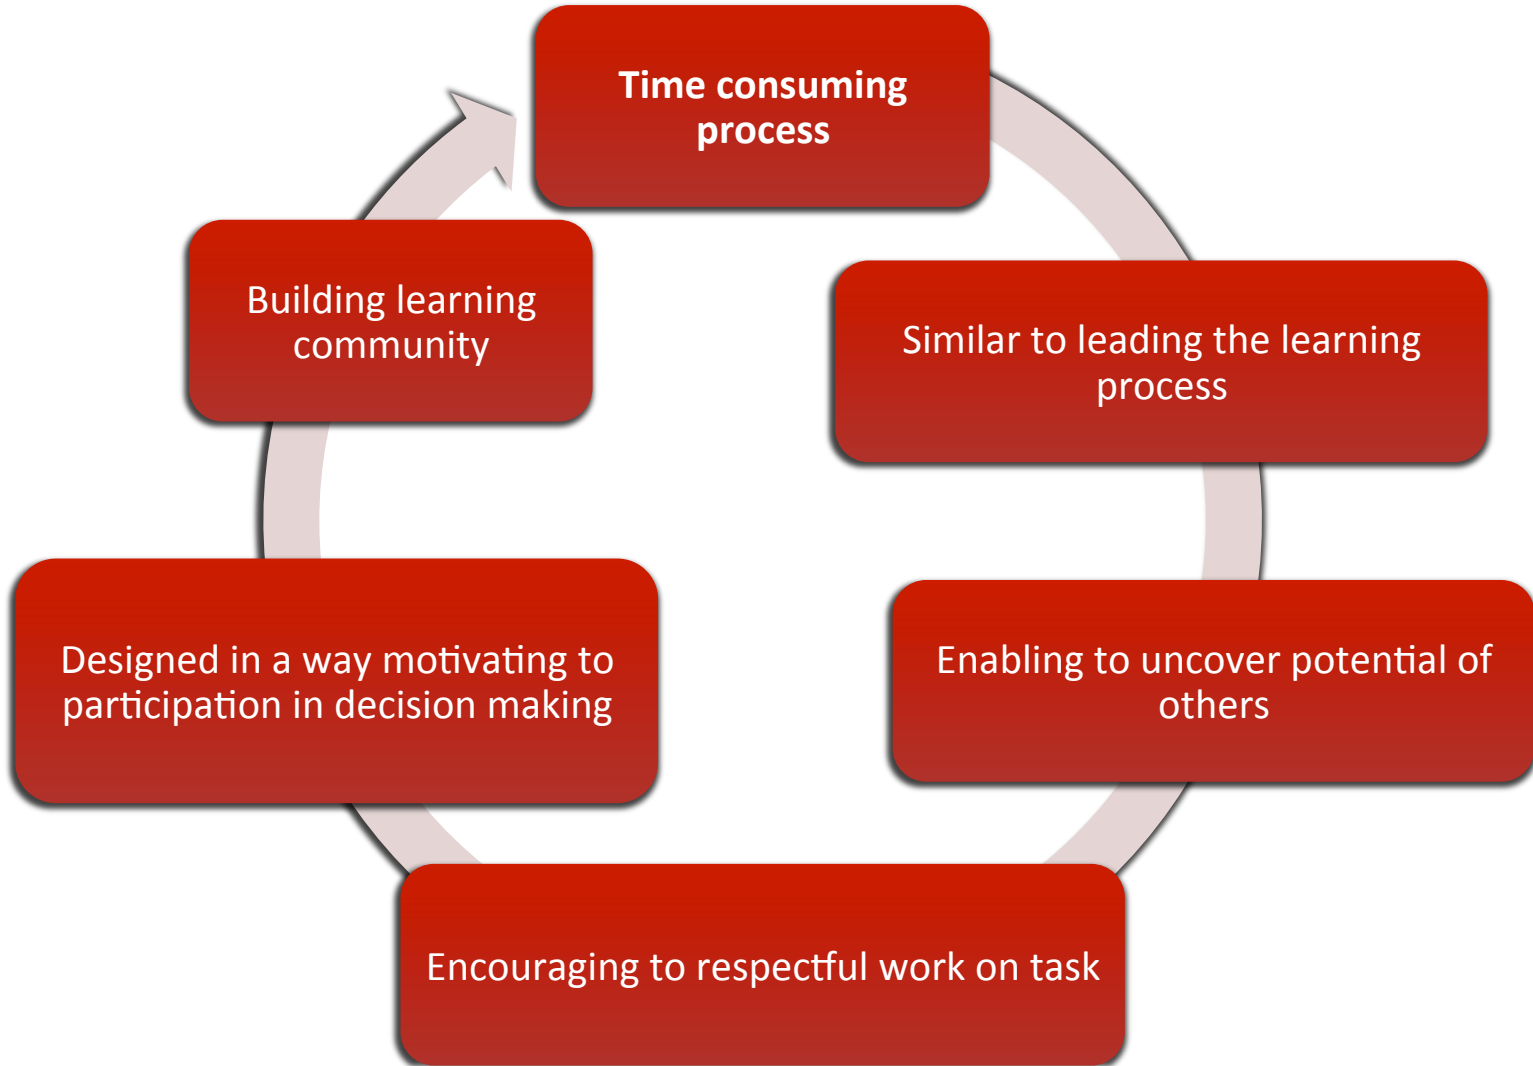 Time consuming
process
Similar to leading the learning
process
Enabling to uncover potential of
others
Encouraging to respectful work on task
Designed in a way motivating to
participation in decision making
Building learning
community